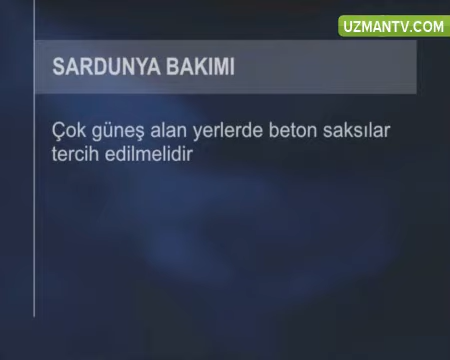 UZMANTV.COM
SARDUNYA BAKIMI
Çok güneş alan yerlerde beton saksılar
tercih edilmelidir